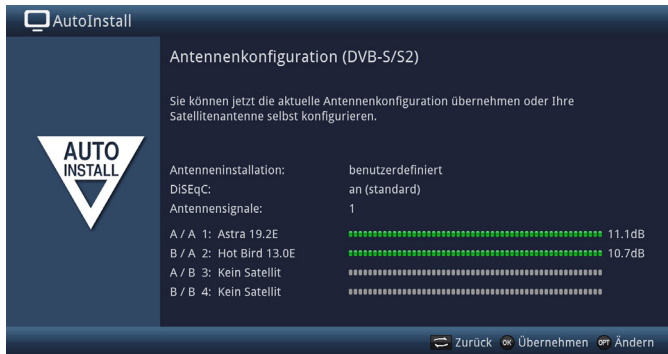 AutoInstall
Antennenkonfiguration (DVB-S/S2)
Sie können jetzt die aktuelle Antennenkonfiguration übernehmen oder Ihre
Satellitenantenne selbst konfigurieren.
AUTO
INSTALL
Antenneninstallation: benutzerdefiniert
DiSEqC: an (standard)
Antennensignale: 1
A / A 1: Astra 19.2E 11.1dB
B / A 2: Hot Bird 13.0E 10.7dB
A / B 3: Kein Satellit
B / B 4: Kein Satellit
Zurück OK Übernehmen OPT Ändern